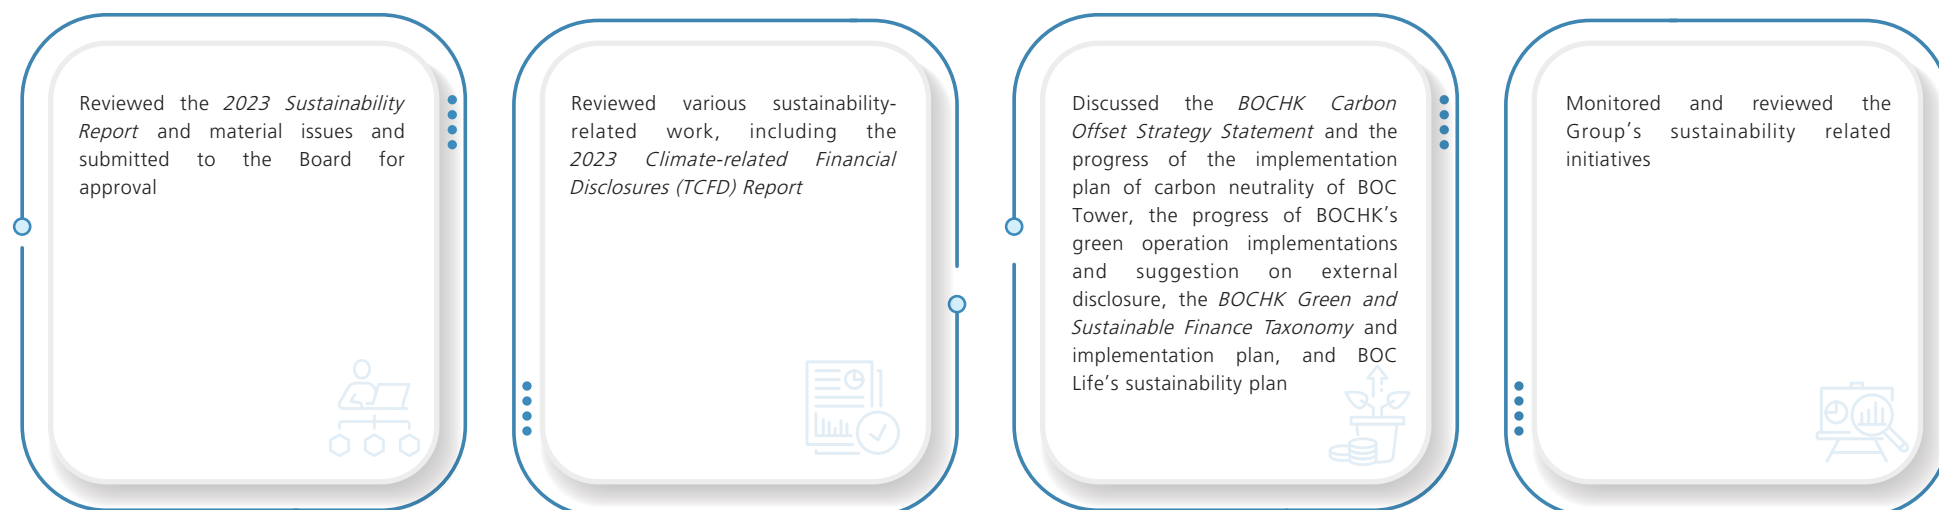 Reviewed the 2023 Sustainability
Report and material issues and
submitted to the Board for
approval
Reviewed various sustainability-
related work, including the
2023 Climate-related Financial
Disclosures (TCFD) Report
Discussed the BOCHK Carbon
Offset Strategy Statement and the
progress of the implementation
plan of carbon neutrality of BOC
Tower, the progress of BOCHK's
green operation implementations
and suggestion on external
disclosure, the BOCHK Green and
Sustainable Finance Taxonomy and
implementation plan, and BOC
Life's sustainability plan
Monitored and reviewed the
Group's sustainability related
initiatives